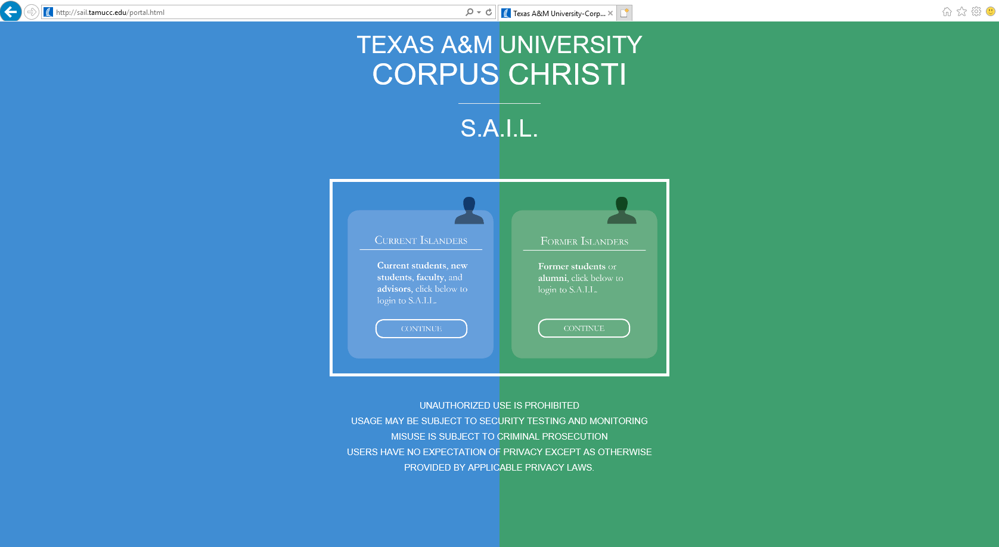 http://sail.tamucc.edu/portal.html
Texas A&M University-Corp...
TEXAS A&M UNIVERSITY
CORPUS CHRISTI
S.A.I.L.
CURRENT ISLANDERS
Current students, new
students, faculty, and
advisors, click below to
login to S.A.I.L.
CONTINUE
FORMER ISLANDERS
Former students or
alumni, click below to
login to S.A.I.L.
CONTINUE
UNAUTHORIZED USE IS PROHIBITED
USAGE MAY BE SUBJECT TO SECURITY TESTING AND MONITORING
MISUSE IS SUBJECT TO CRIMINAL PROSECUTION
USERS HAVE NO EXPECTATION OF PRIVACY EXCEPT AS OTHERWISE
PROVIDED BY APPLICABLE PRIVACY LAWS.